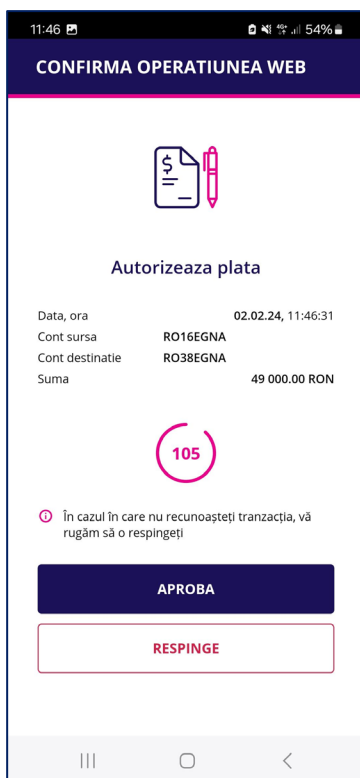 11:46 4G+ 54%
CONFIRMA OPERATIUNEA WEB
$
Autorizeaza plata
Data, ora 02.02.24, 11:46:31
Cont sursa RO16EGNA
Cont destinatie RO38EGNA
Suma 49 000.00 RON
105
În cazul în care nu recunoașteți tranzacția, vă
rugăm să o respingeți
APROBA
RESPINGE